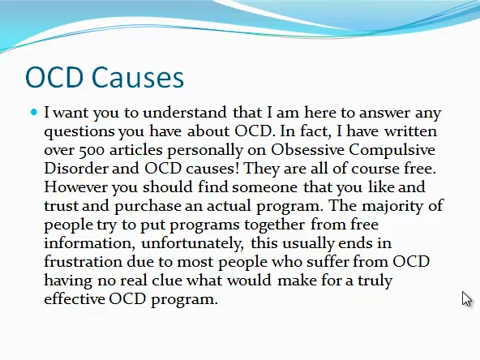 OCD Causes
I want you to understand that I am here to answer any
questions you have about OCD. In fact, I have written
over 500 articles personally on Obsessive Compulsive
Disorder and OCD causes! They are all of course free.
However you should find someone that you like and
trust and purchase an actual program. The majority of
people try to put programs together from free
information, unfortunately, this usually ends in
frustration due to most people who suffer from OCD
having no real clue what would make for a truly
effective OCD program.